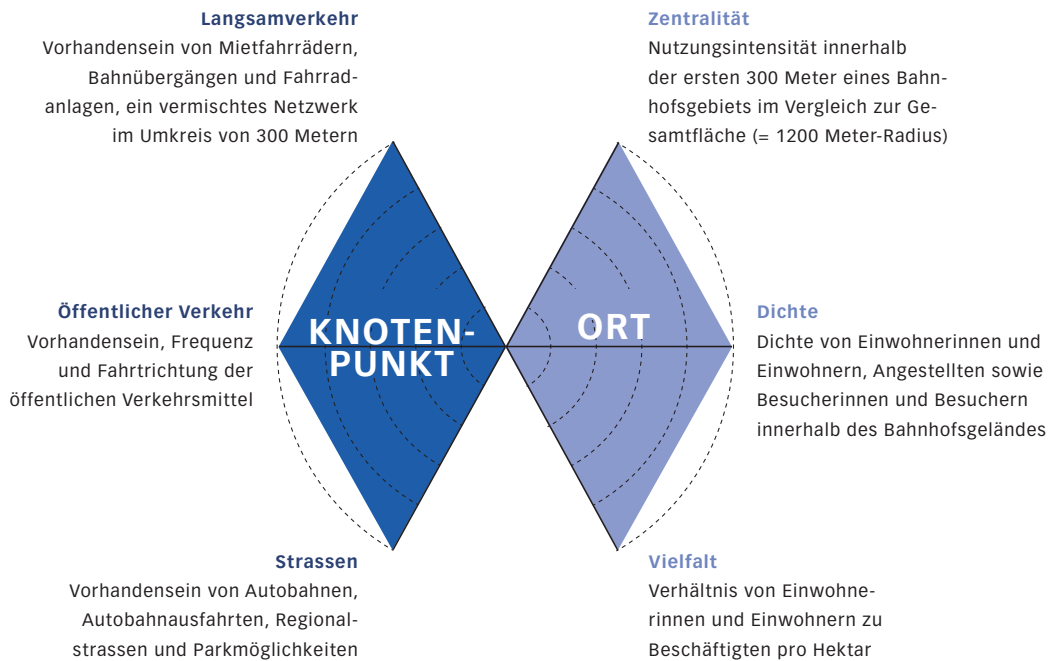 Langsamverkehr
Vorhandensein von Mietfahrrädern,
Bahnübergängen und Fahrrad-
anlagen, ein vermischtes Netzwerk
im Umkreis von 300 Metern
Zentralität
Nutzungsintensität innerhalb
der ersten 300 Meter eines Bahn-
hofsgebiets im Vergleich zur Ge-
samtfläche (= 1200 Meter-Radius)
Öffentlicher Verkehr
Vorhandensein, Frequenz
und Fahrtrichtung der
öffentlichen Verkehrsmittel
KNOTEN-
PUNKT
ORT
Dichte
Dichte von Einwohnerinnen und
Einwohnern, Angestellten sowie
Besucherinnen und Besuchern
innerhalb des Bahnhofsgeländes
Strassen
Vorhandensein von Autobahnen,
Autobahnausfahrten, Regional-
strassen und Parkmöglichkeiten
Vielfalt
Verhältnis von Einwohne-
rinnen und Einwohnern zu
Beschäftigten pro Hektar